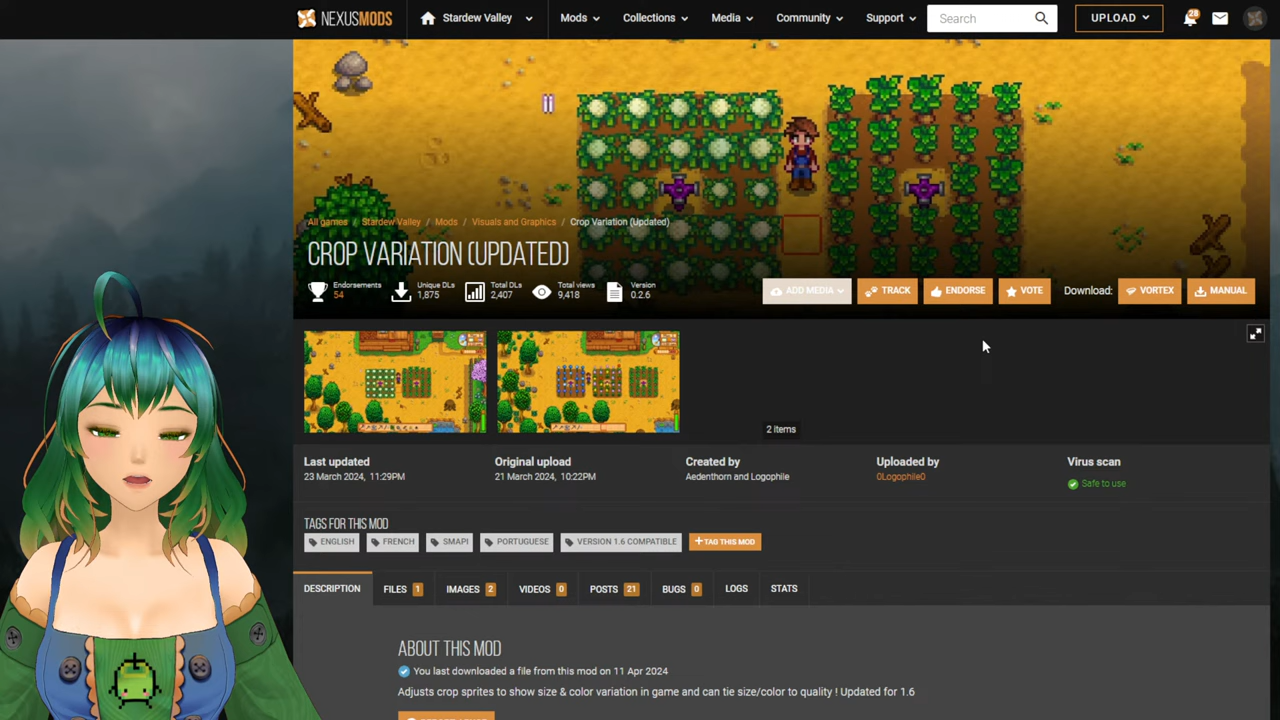 NEXUSMODS Stardew Valley Mods Collections Media Community Support Search UPLOAD 28
All games / Stardew Valley / Mods / Visuals and Graphics / Crop Variation (Updated)
CROP VARIATION (UPDATED)
Endorsements 54 Unique DLs 1,875 Total DLs 2,407 Total views 9,418 Version 0.2.6 ADD MEDIA TRACK ENDORSE VOTE Download: VORTEX MANUAL
2 items
Last updated Original upload Created by Uploaded by Virus scan
23 March 2024, 11:29PM 21 March 2024, 10:22PM Aedenthorn and Logophile 0Logophile0 Safe to use
TAGS FOR THIS MOD
ENGLISH FRENCH SMAPI PORTUGUESE VERSION 1.6 COMPATIBLE +TAG THIS MOD
DESCRIPTION FILES 1 IMAGES 2 VIDEOS 0 POSTS 21 BUGS 0 LOGS STATS
ABOUT THIS MOD
You last downloaded a file from this mod on 11 Apr 2024
Adjusts crop sprites to show size & color variation in game and can tie size/color to quality ! Updated for 1.6